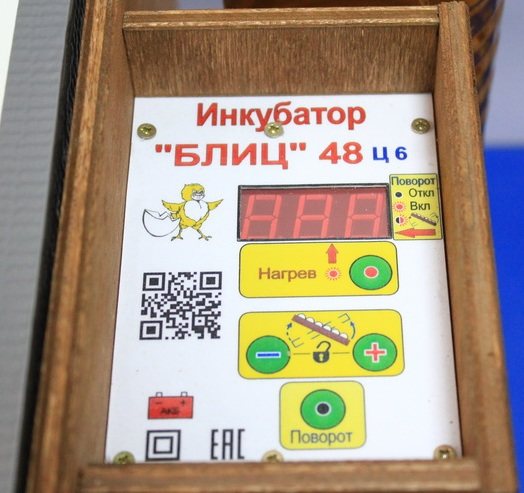 Инкубатор
"БЛИЦ" 48 Ц 6
Поворот
Откл
Вкл
Нагрев
АКБ
ЕАС
Поворот